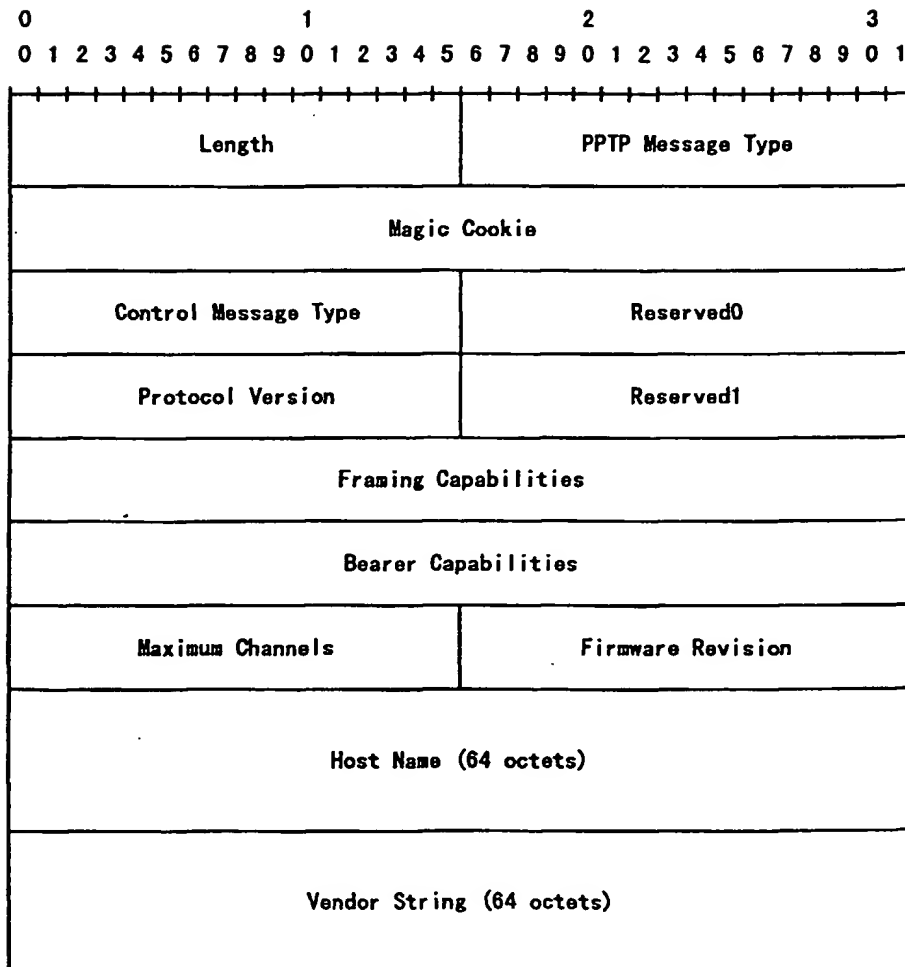 0 1 2 3
0 1 2 3 4 5 6 7 8 9 0 1 2 3 4 5 6 7 8 9 0 1 2 3 4 5 6 7 8 9 0 1
Length PPTP Message Type
Magic Cookie
Control Message Type Reserved0
Protocol Version Reserved1
Framing Capabilities
Bearer Capabilities
Maximum Channels Firmware Revision
Host Name (64 octets)
Vendor String (64 octets)